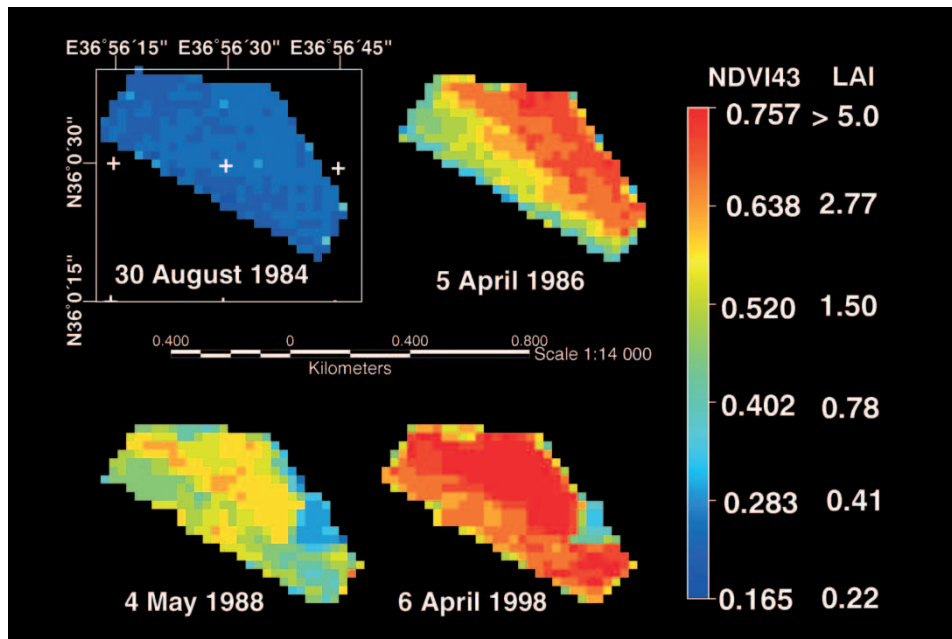 E36°56´15" E36°56´30" E36°56´45"
N36°0´30"
N36°0´15"
30 August 1984
5 April 1986
0.400 0 0.400 0.800
Scale 1:14 000
Kilometers
4 May 1988
6 April 1998
NDVI43 LAI
0.757 > 5.0
0.638 2.77
0.520 1.50
0.402 0.78
0.283 0.41
0.165 0.22